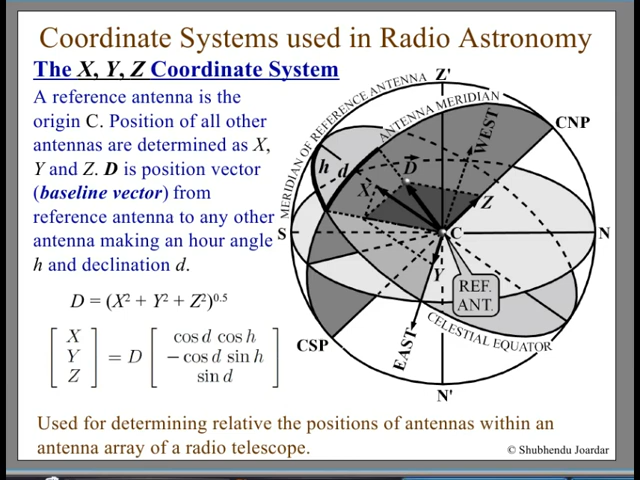 Coordinate Systems used in Radio Astronomy
The X, Y, Z Coordinate System
A reference antenna is the
origin C. Position of all other
antennas are determined as X,
Y and Z. D is position vector
(baseline vector) from
reference antenna to any other
antenna making an hour angle
h and declination d.
D = (X² + Y² + Z²)⁰·⁵
X
Y
Z
= D
cos d cos h
− cos d sin h
sin d
MERIDIAN OF REFERENCE ANTENNA
Z'
ANTENNA MERIDIAN
CNP
WEST
h
d
D
X
Z
S
C
N
Y
REF.
ANT.
CELESTIAL EQUATOR
EAST
CSP
N'
Used for determining relative the positions of antennas within an
antenna array of a radio telescope.
© Shubhendu Joardar